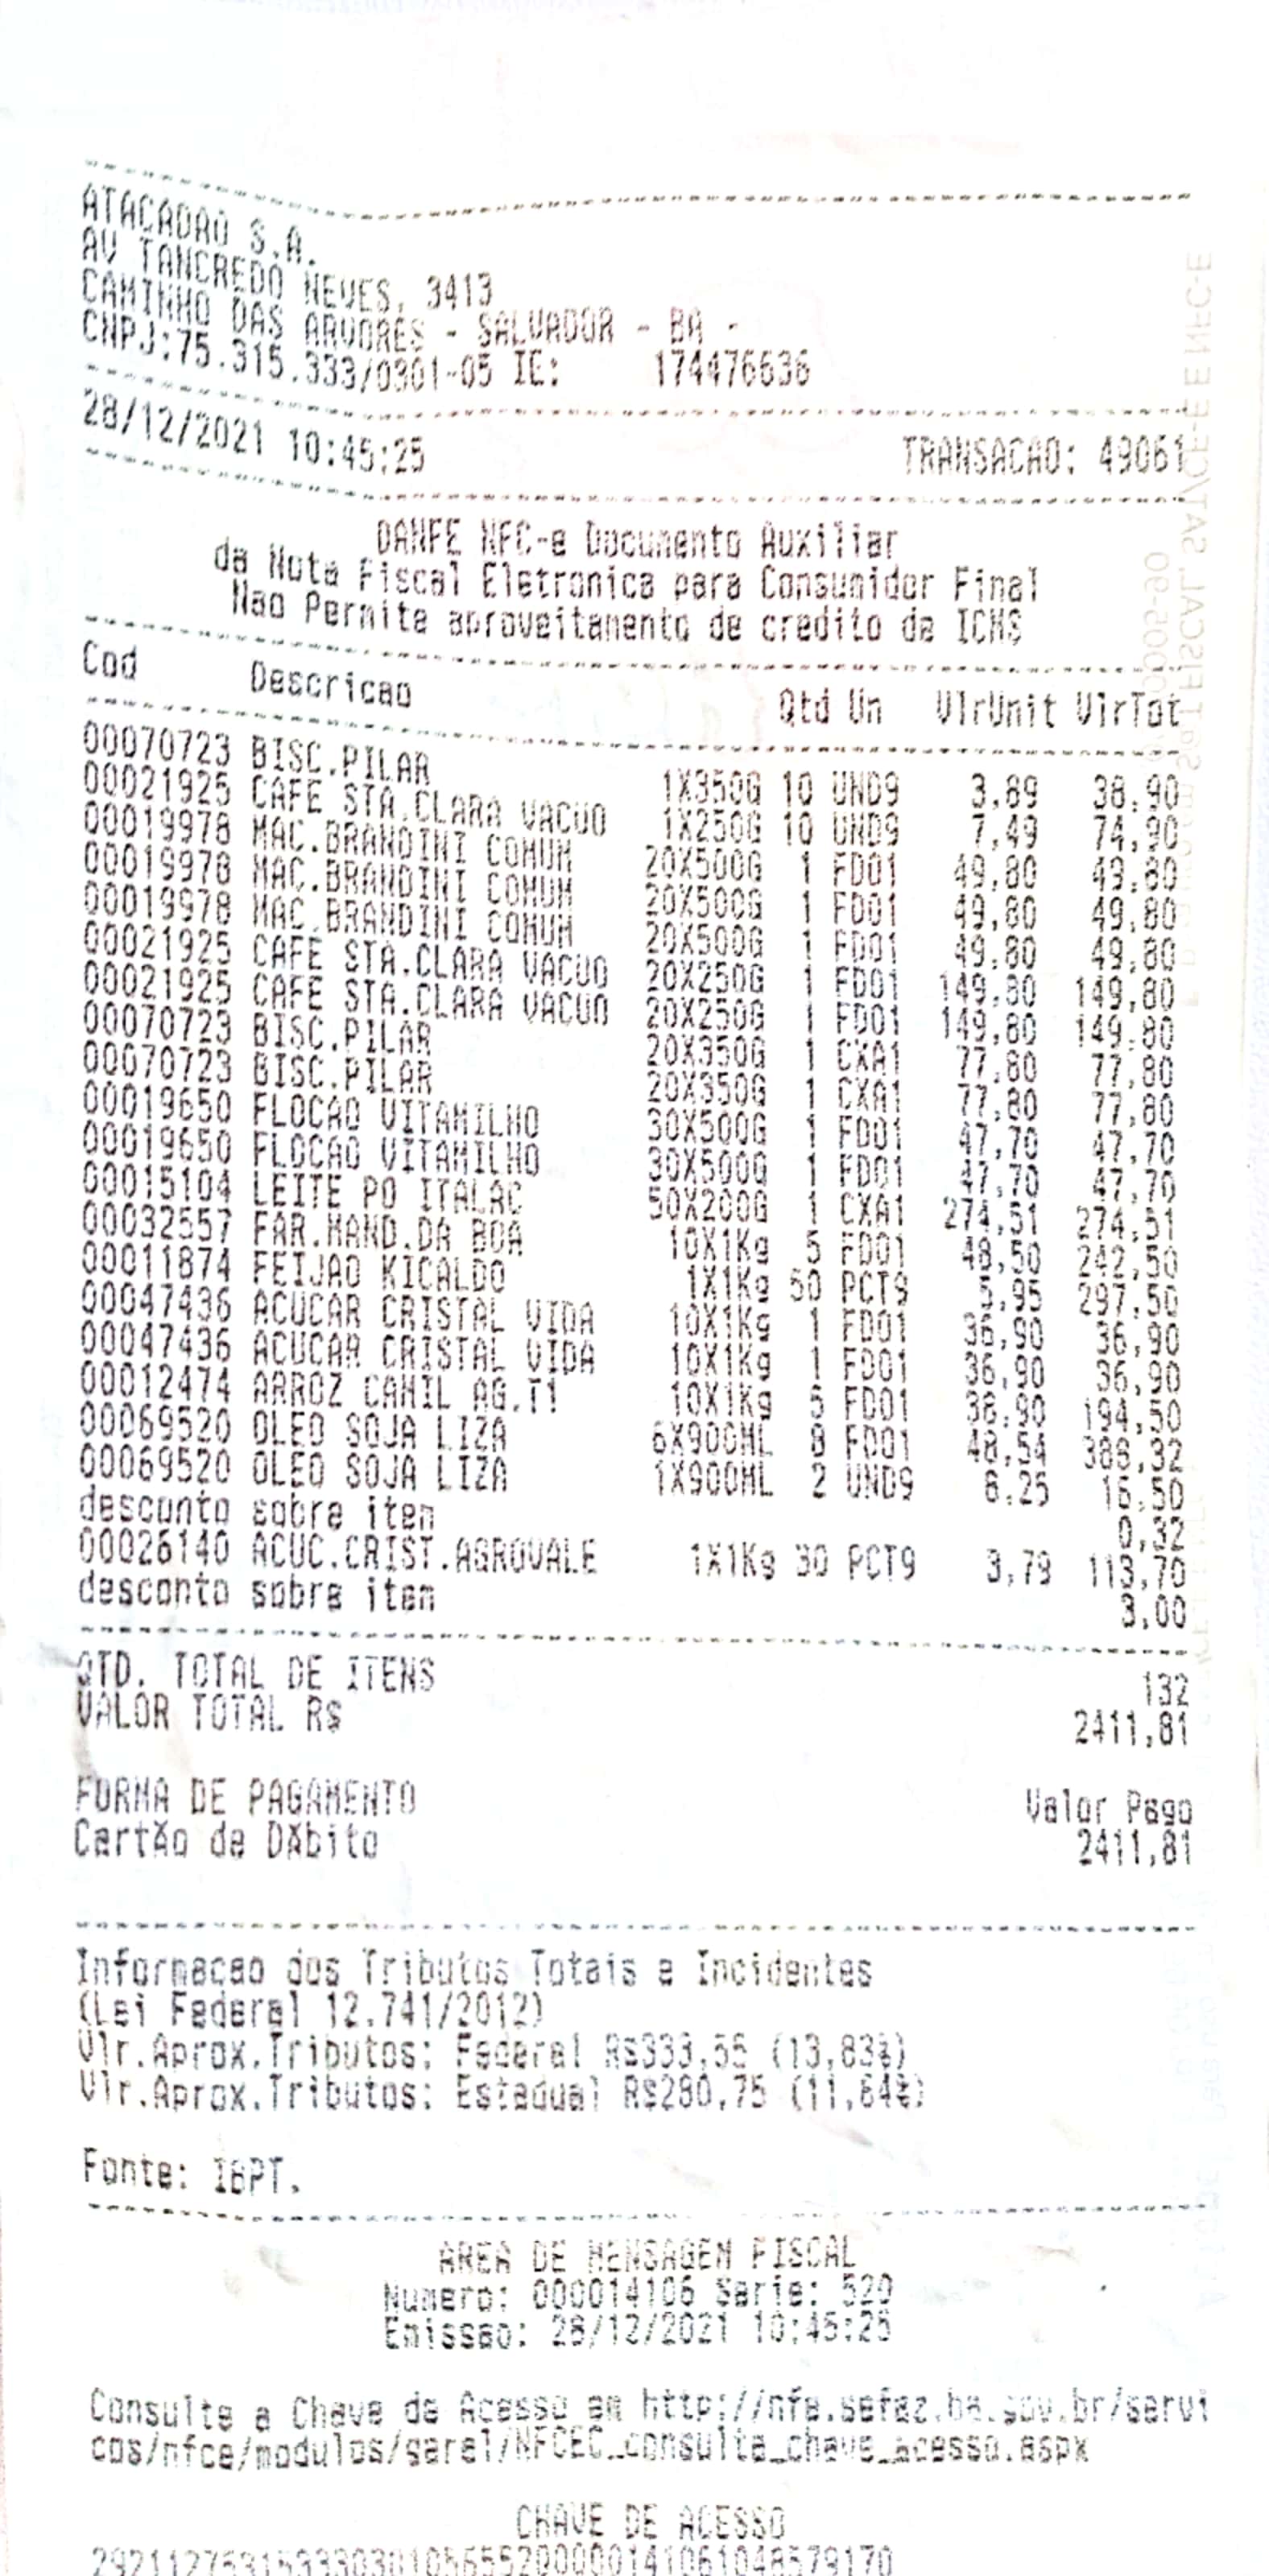 ATACADAO S.A.
AV TANCREDO NEVES, 3413
CAMINHO DAS ARVORES - SALVADOR - BA -
CNPJ:75.315.333/0301-05 IE: 174476636
28/12/2021 10:45:25 TRANSACAO: 49061
DANFE NFC-e Documento Auxiliar
da Nota Fiscal Eletronica para Consumidor Final
Nao Permite aproveitamento de credito de ICMS
Cod Descricao Qtd Un VlrUnit VlrTot
00070723 BISC.PILAR 1X350G 10 UND9 3,89 38,90
00021925 CAFE STA.CLARA VACUO 1X250G 10 UND9 7,49 74,90
00019978 MAC.BRANDINI COMUM 20X500G 1 FD01 49,80 49,80
00019978 MAC.BRANDINI COMUM 20X500G 1 FD01 49,80 49,80
00019978 MAC.BRANDINI COMUM 20X500G 1 FD01 49,80 49,80
00021925 CAFE STA.CLARA VACUO 20X250G 1 FD01 149,80 149,80
00021925 CAFE STA.CLARA VACUO 20X250G 1 FD01 149,80 149,80
00070723 BISC.PILAR 20X350G 1 CXA1 77,80 77,80
00070723 BISC.PILAR 20X350G 1 CXA1 77,80 77,80
00019650 FLOCAO VITAMILHO 30X500G 1 FD01 47,70 47,70
00019650 FLOCAO VITAMILHO 30X500G 1 FD01 47,70 47,70
00015104 LEITE PO ITALAC 50X200G 1 CXA1 274,51 274,51
00032557 FAR.MAND.DA BOA 10X1Kg 5 FD01 48,50 242,50
00011874 FEIJAO KICALDO 1X1Kg 50 PCT9 5,95 297,50
00047436 ACUCAR CRISTAL VIDA 10X1Kg 1 FD01 36,90 36,90
00047436 ACUCAR CRISTAL VIDA 10X1Kg 1 FD01 36,90 36,90
00012474 ARROZ CAMIL AG.T1 10X1Kg 5 FD01 38,90 194,50
00069520 OLEO SOJA LIZA 6X900ML 8 FD01 48,54 388,32
00069520 OLEO SOJA LIZA 1X900ML 2 UND9 8,25 16,50
desconto sobre item 0,32
00026140 ACUC.CRIST.AGROVALE 1X1Kg 30 PCT9 3,79 113,70
desconto sobre item 3,00
QTD. TOTAL DE ITENS 132
VALOR TOTAL R$ 2411,81
FORMA DE PAGAMENTO Valor Pago
CartXo de DXbito 2411,81
Informacao dos Tributos Totais e Incidentes
(Lei Federal 12.741/2012)
Vlr.Aprox.Tributos: Federal R$333,55 (13,83%)
Vlr.Aprox.Tributos: Estadual R$280,75 (11,64%)
Fonte: IBPT.
AREA DE MENSAGEM FISCAL
Numero: 000014106 Serie: 520
Emissao: 28/12/2021 10:45:25
Consulte a Chave de Acesso em http://nfe.sefaz.ba.gov.br/servi
cos/nfce/modulos/geral/NFCEC_consulta_chave_acesso.aspx
CHAVE DE ACESSO